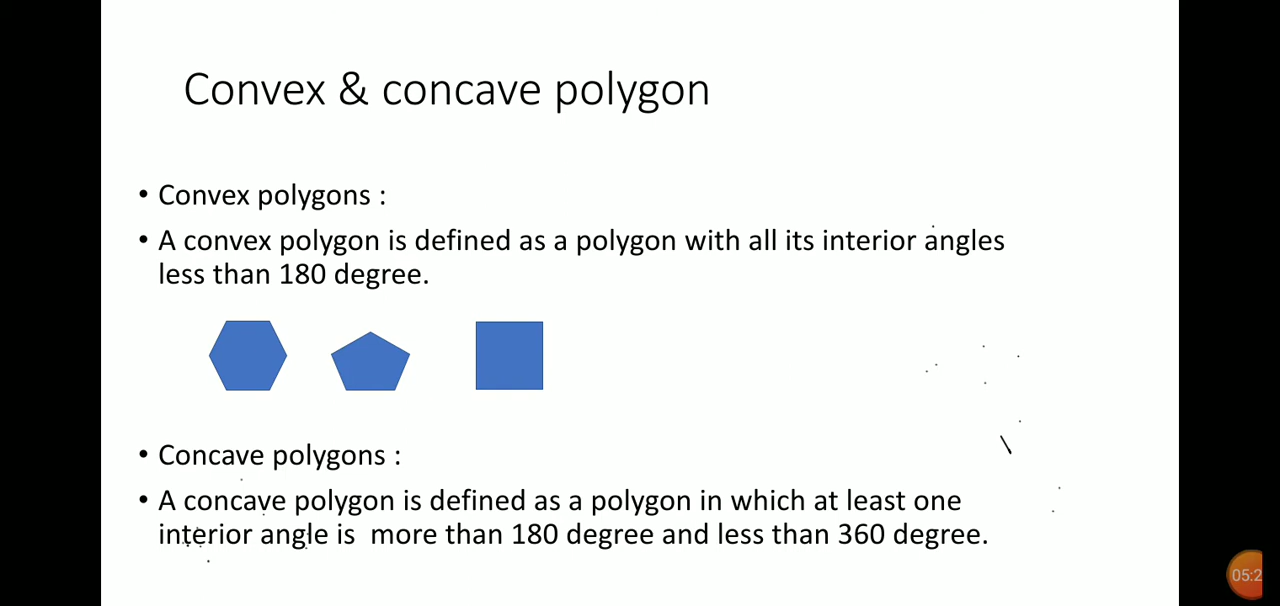 Convex & concave polygon
• Convex polygons :
• A convex polygon is defined as a polygon with all its interior angles
less than 180 degree.
• Concave polygons :
• A concave polygon is defined as a polygon in which at least one
interior angle is  more than 180 degree and less than 360 degree.
05:2